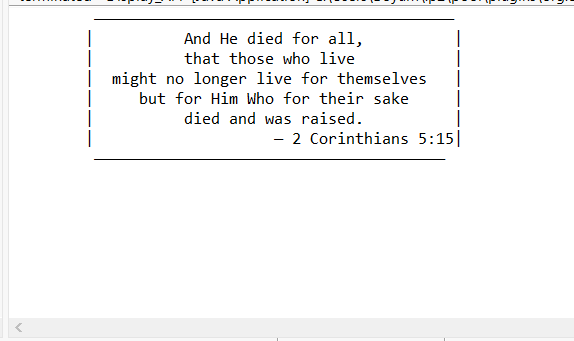 And He died for all,
that those who live
might no longer live for themselves
but for Him Who for their sake
died and was raised.
— 2 Corinthians 5:15